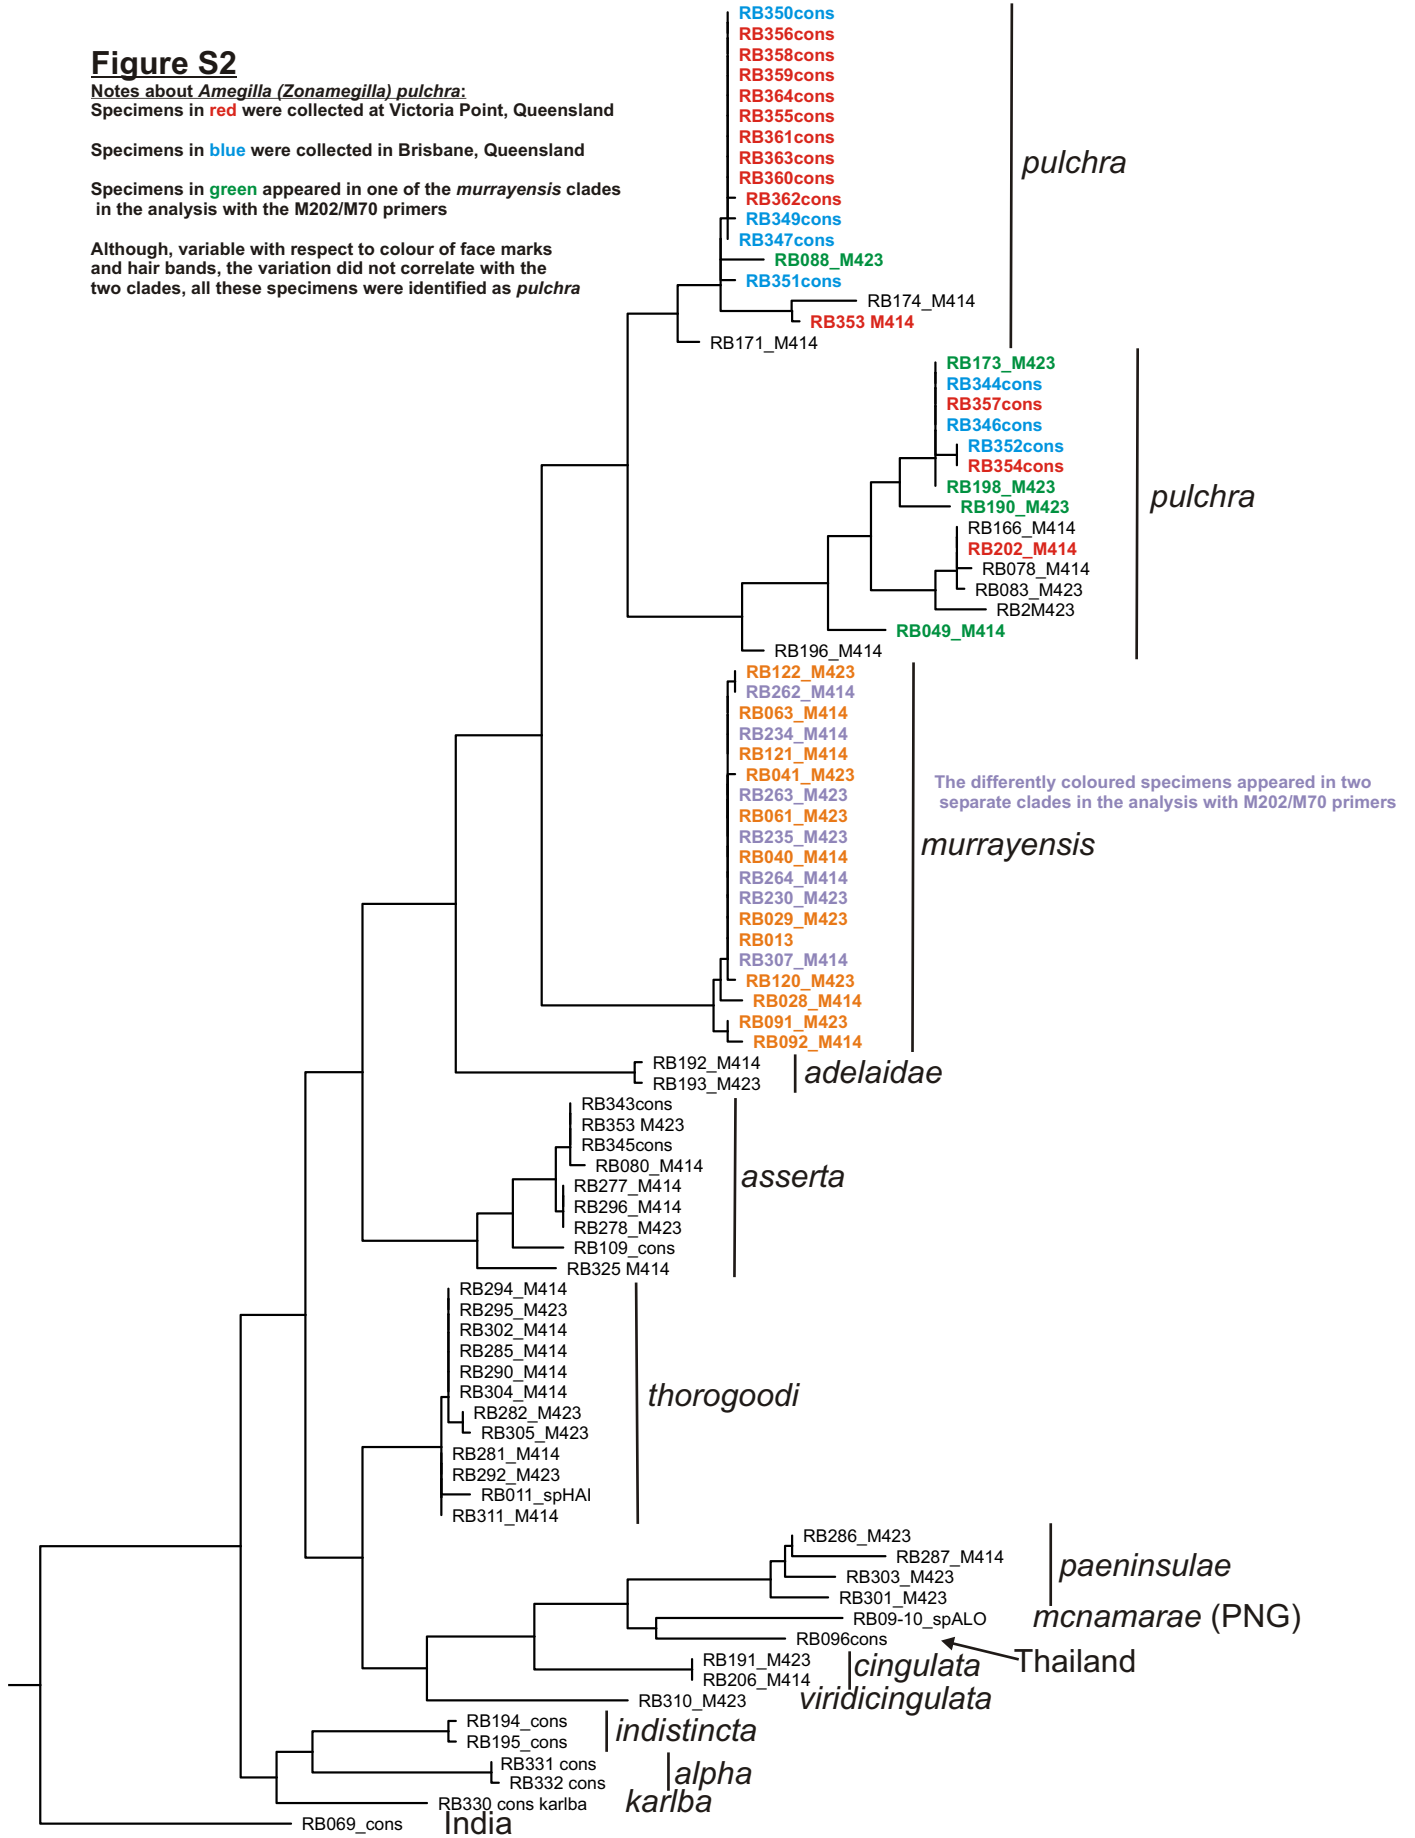 Figure S2
Notes about Amegilla (Zonamegilla) pulchra:
Specimens in red were collected at Victoria Point, Queensland
Specimens in blue were collected in Brisbane, Queensland
Specimens in green appeared in one of the murrayensis clades
in the analysis with the M202/M70 primers
Although, variable with respect to colour of face marks
and hair bands, the variation did not correlate with the
two clades, all these specimens were identified as pulchra
RB350cons
RB356cons
RB358cons
RB359cons
RB364cons
RB355cons
RB361cons
RB363cons
RB360cons
RB362cons
RB349cons
RB347cons
RB088_M423
RB351cons
RB174_M414
RB353 M414
RB171_M414
pulchra
RB173_M423
RB344cons
RB357cons
RB346cons
RB352cons
RB354cons
RB198_M423
RB190_M423
RB166_M414
RB202_M414
RB078_M414
RB083_M423
RB2M423
RB049_M414
RB196_M414
pulchra
RB122_M423
RB262_M414
RB063_M414
RB234_M414
RB121_M414
RB041_M423
RB263_M423
RB061_M423
RB235_M423
RB040_M414
RB264_M414
RB230_M423
RB029_M423
RB013
RB307_M414
RB120_M423
RB028_M414
RB091_M423
RB092_M414
The differently coloured specimens appeared in two
separate clades in the analysis with M202/M70 primers
murrayensis
RB192_M414
RB193_M423
adelaidae
RB343cons
RB353 M423
RB345cons
RB080_M414
RB277_M414
RB296_M414
RB278_M423
RB109_cons
RB325 M414
asserta
RB294_M414
RB295_M423
RB302_M414
RB285_M414
RB290_M414
RB304_M414
RB282_M423
RB305_M423
RB281_M414
RB292_M423
RB011_spHAI
RB311_M414
thorogoodi
RB286_M423
RB287_M414
RB303_M423
RB301_M423
paeninsulae
RB09-10_spALO
mcnamarae (PNG)
RB096cons
Thailand
RB191_M423
RB206_M414
cingulata
RB310_M423
viridicingulata
RB194_cons
RB195_cons
indistincta
RB331 cons
RB332 cons
alpha
RB330 cons karlba
karlba
RB069_cons
India